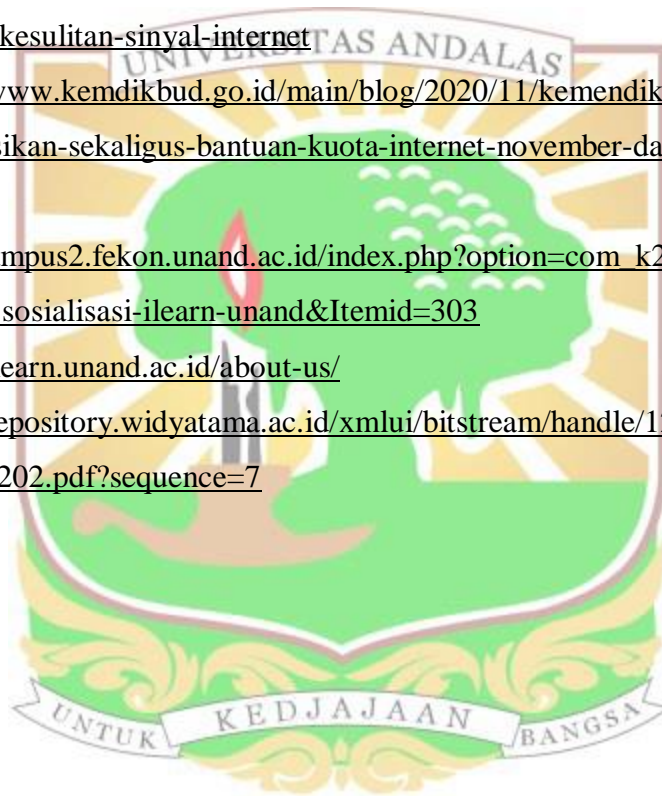 kesulitan-sinyal-internet
UNIVERSITAS ANDALAS
www.kemdikbud.go.id/main/blog/2020/11/kemendik
sikan-sekaligus-bantuan-kuota-internet-november-da
mpus2.fekon.unand.ac.id/index.php?option=com_k2
sosialisasi-ilearn-unand&Itemid=303
earn.unand.ac.id/about-us/
epository.widyatama.ac.id/xmlui/bitstream/handle/1
202.pdf?sequence=7
UNTUK KEDJAJAAN BANGSA